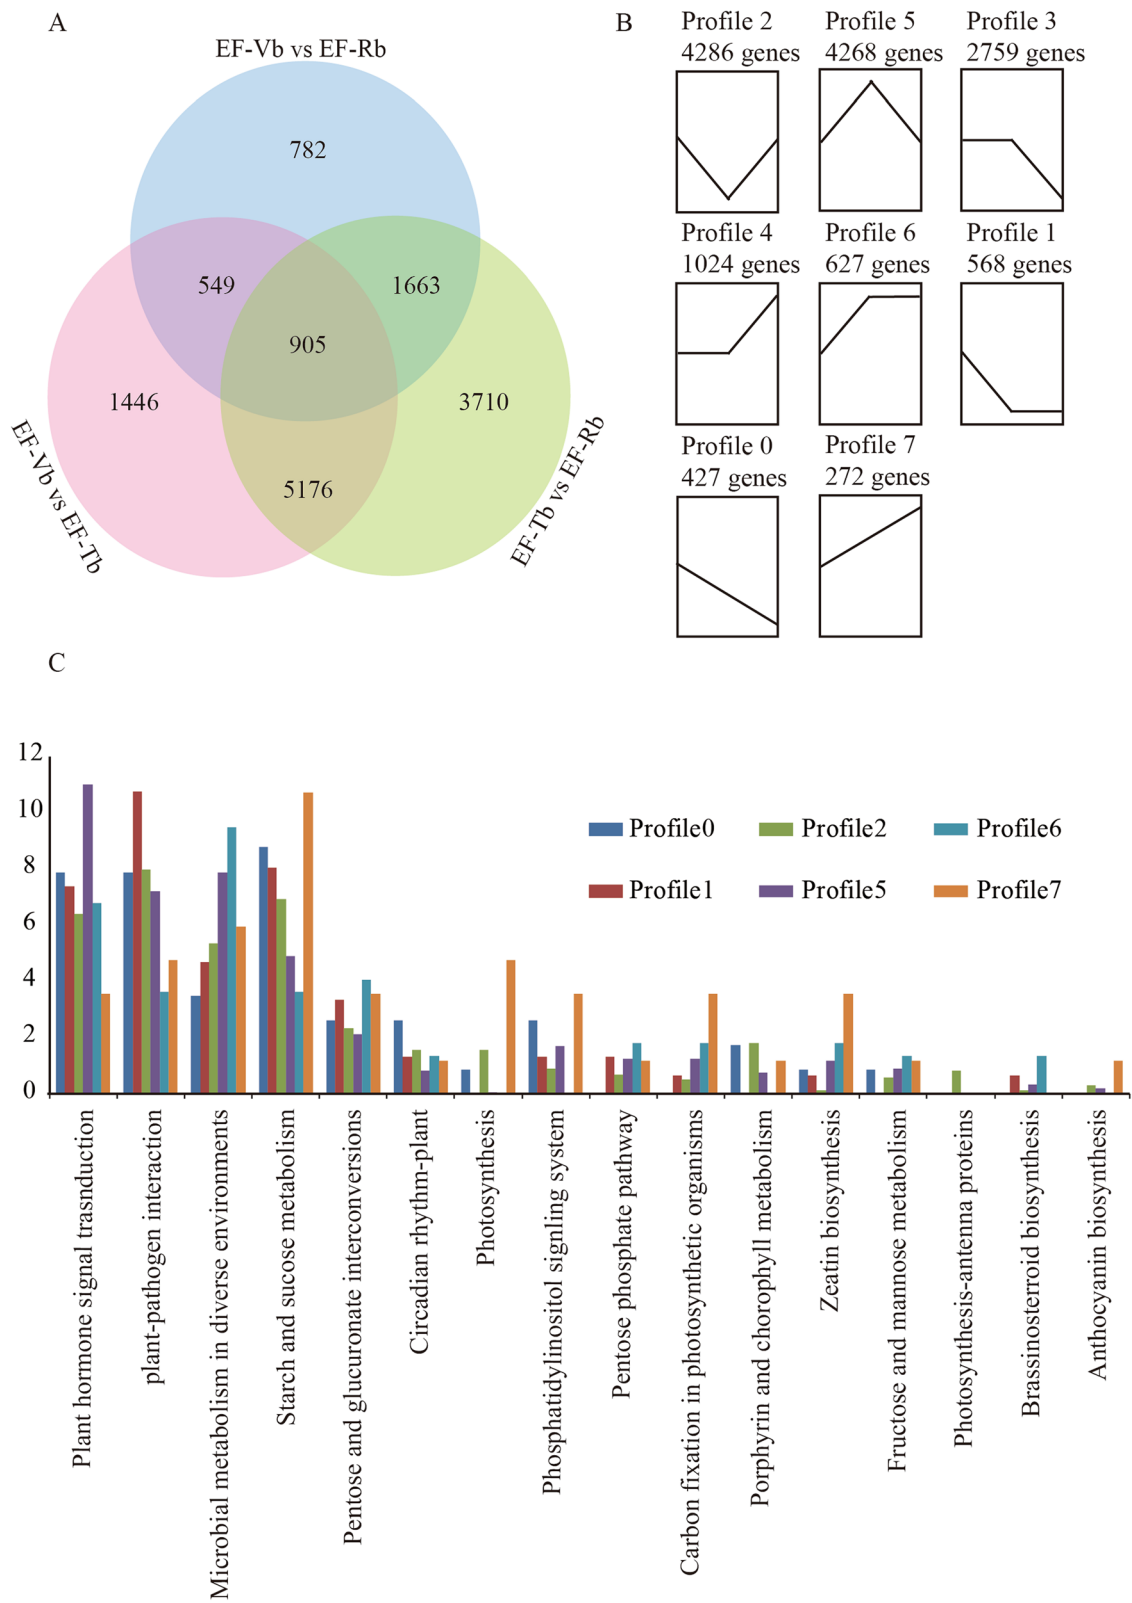 A
EF-Vb vs EF-Rb
782
549
1663
905
1446
3710
5176
EF-Vb vs EF-Tb
EF-Tb vs EF-Rb
B
Profile 2
4286 genes
Profile 5
4268 genes
Profile 3
2759 genes
Profile 4
1024 genes
Profile 6
627 genes
Profile 1
568 genes
Profile 0
427 genes
Profile 7
272 genes
C
12
10
8
6
4
2
0
Profile0
Profile2
Profile6
Profile1
Profile5
Profile7
Plant hormone signal trasnduction
plant-pathogen interaction
Microbial metabolism in diverse environments
Starch and sucose metabolism
Pentose and glucuronate interconversions
Circadian rhythm-plant
Photosynthesis
Phosphatidylinositol signling system
Pentose phosphate pathway
Carbon fixation in photosynthetic organisms
Porphyrin and chorophyll metabolism
Zeatin biosynthesis
Fructose and mannose metabolism
Photosynthesis-antenna proteins
Brassinosterroid biosynthesis
Anthocyanin biosynthesis